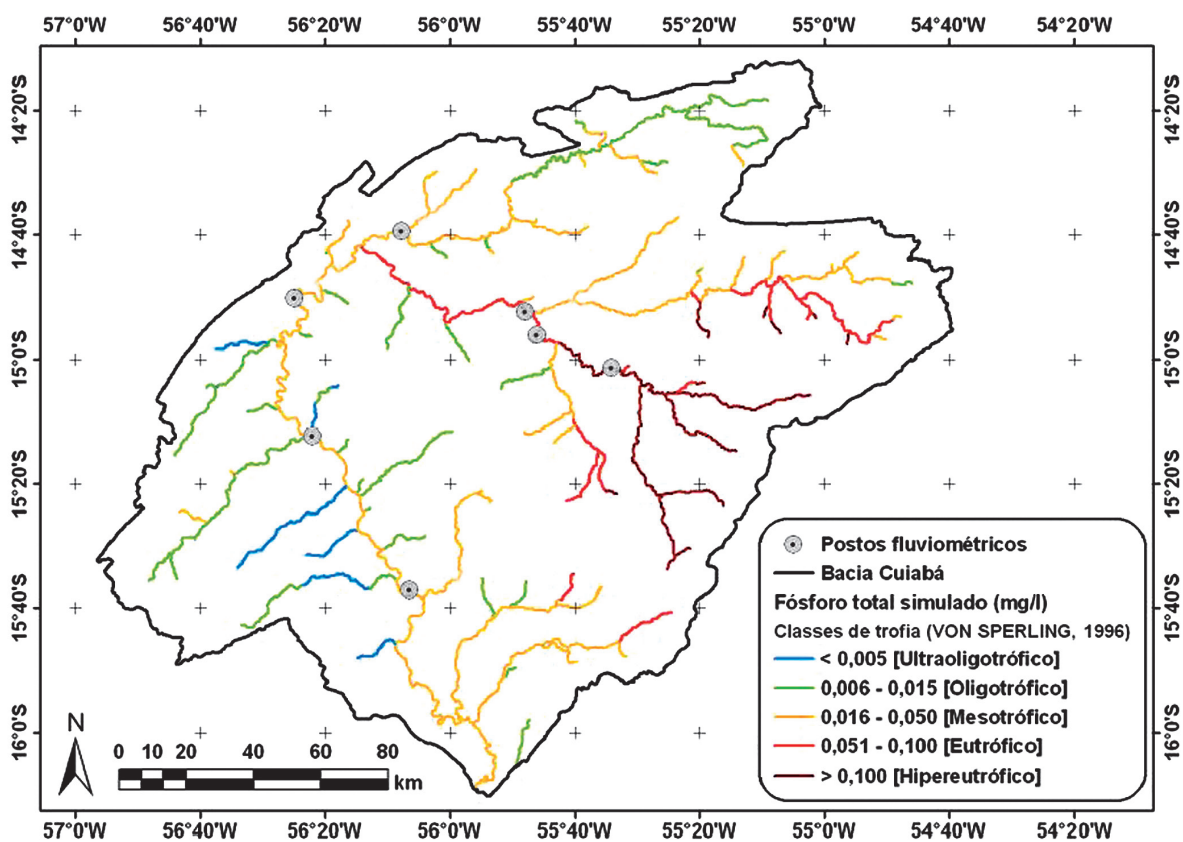 57°0'W 56°40'W 56°20'W 56°0'W 55°40'W 55°20'W 55°0'W 54°40'W 54°20'W
14°20'S 14°20'S
14°40'S 14°40'S
15°0'S 15°0'S
15°20'S 15°20'S
15°40'S 15°40'S
16°0'S 16°0'S
Postos fluviométricos
Bacia Cuiabá
Fósforo total simulado (mg/l)
Classes de trofia (VON SPERLING, 1996)
< 0,005 [Ultraoligotrófico]
0,006 - 0,015 [Oligotrófico]
0,016 - 0,050 [Mesotrófico]
0,051 - 0,100 [Eutrófico]
> 0,100 [Hipereutrófico]
N
0 10 20 40 60 80
km
57°0'W 56°40'W 56°20'W 56°0'W 55°40'W 55°20'W 55°0'W 54°40'W 54°20'W